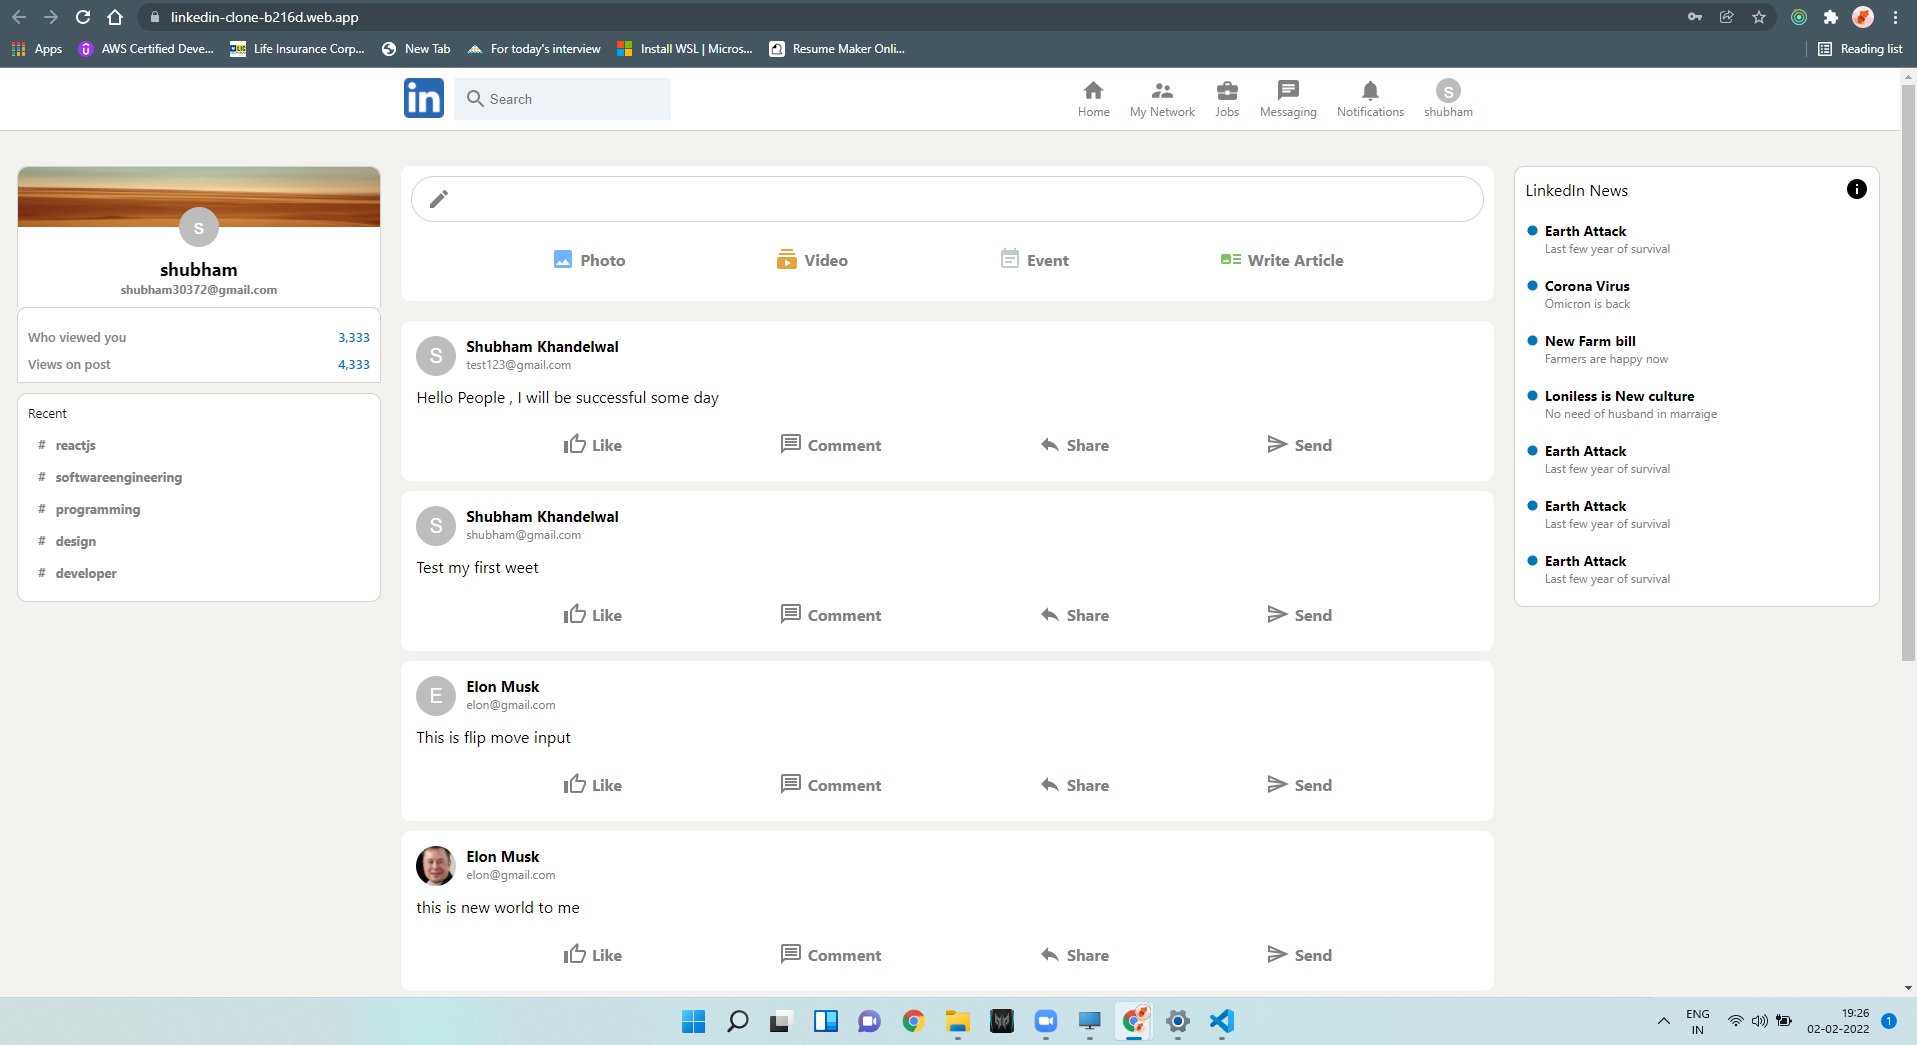 linkedin-clone-b216d.web.app
Apps
AWS Certified Deve...
Life Insurance Corp...
New Tab
For today's interview
Install WSL | Micros...
Resume Maker Onli...
Reading list
in
Search
Home
My Network
Jobs
Messaging
Notifications
S
shubham
S
shubham
shubham30372@gmail.com
Who viewed you 3,333
Views on post 4,333
Recent
# reactjs
# softwareengineering
# programming
# design
# developer
Photo
Video
Event
Write Article
S
Shubham Khandelwal
test123@gmail.com
Hello People , I will be successful some day
Like Comment Share Send
S
Shubham Khandelwal
shubham@gmail.com
Test my first weet
Like Comment Share Send
E
Elon Musk
elon@gmail.com
This is flip move input
Like Comment Share Send
Elon Musk
elon@gmail.com
this is new world to me
Like Comment Share Send
LinkedIn News
Earth Attack
Last few year of survival
Corona Virus
Omicron is back
New Farm bill
Farmers are happy now
Loniless is New culture
No need of husband in marraige
Earth Attack
Last few year of survival
Earth Attack
Last few year of survival
Earth Attack
Last few year of survival
ENG
IN
19:26
02-02-2022
1